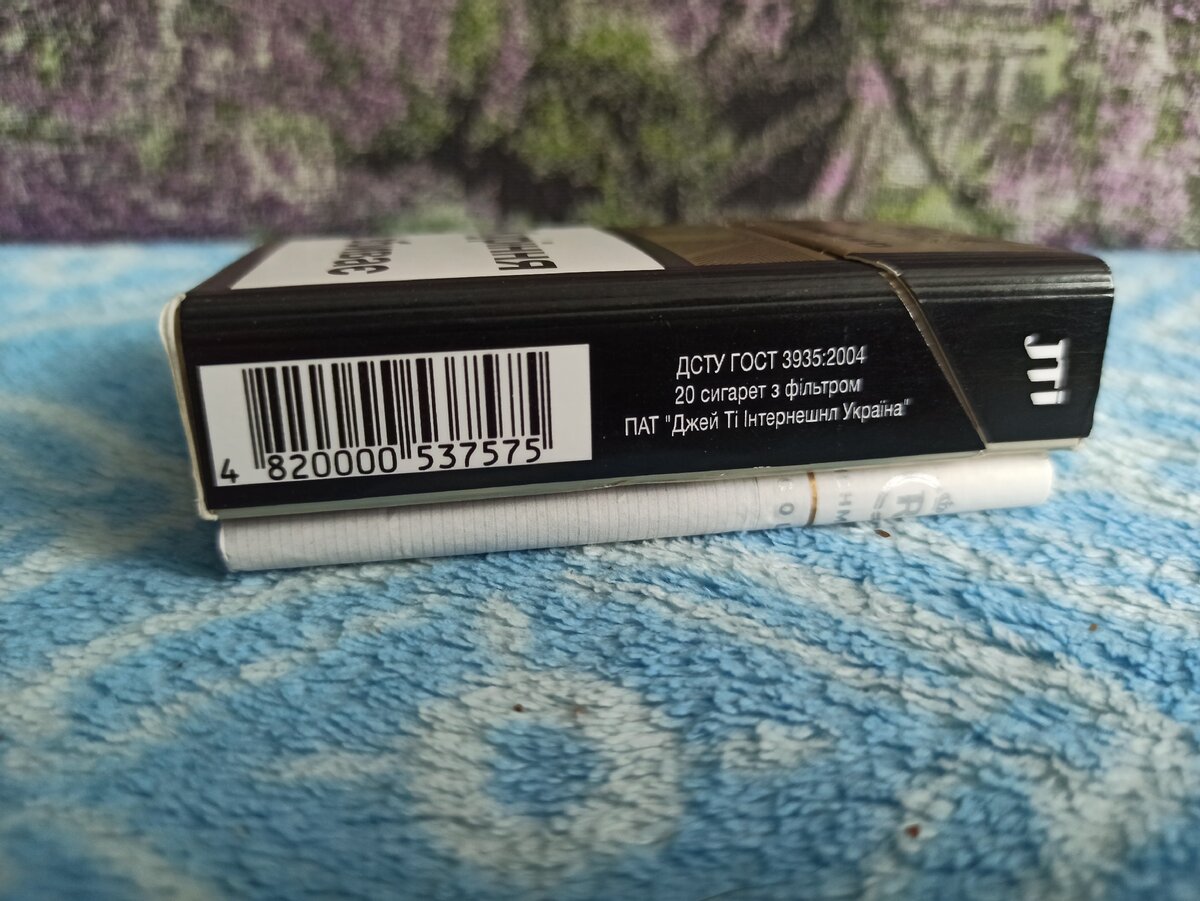 ДСТУ ГОСТ 3935:2004
20 сигарет з фільтром
ПАТ "Джей Ті Інтернешнл Україна"
JTI
4 820000 537575